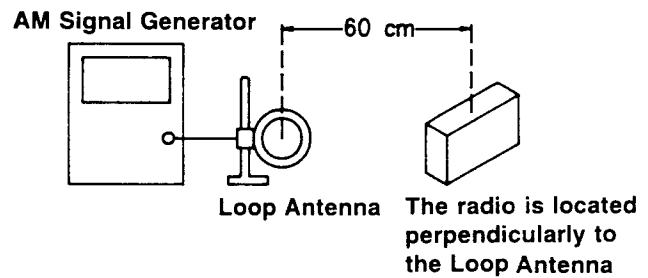 AM Signal Generator
60 cm
Loop Antenna
The radio is located
perpendicularly to
the Loop Antenna